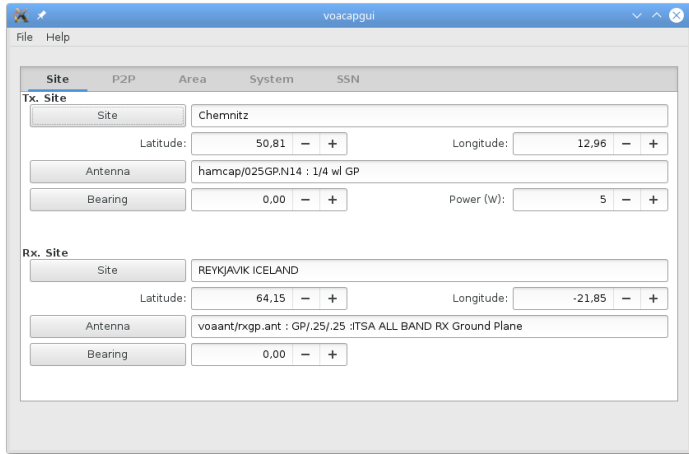 voacapgui
File Help
Site P2P Area System SSN
Tx. Site
Site Chemnitz
Latitude: 50,81 − + Longitude: 12,96 − +
Antenna hamcap/025GP.N14 : 1/4 wl GP
Bearing 0,00 − + Power (W): 5 − +
Rx. Site
Site REYKJAVIK ICELAND
Latitude: 64,15 − + Longitude: -21,85 − +
Antenna voaant/rxgp.ant : GP/.25/.25 :ITSA ALL BAND RX Ground Plane
Bearing 0,00 − +